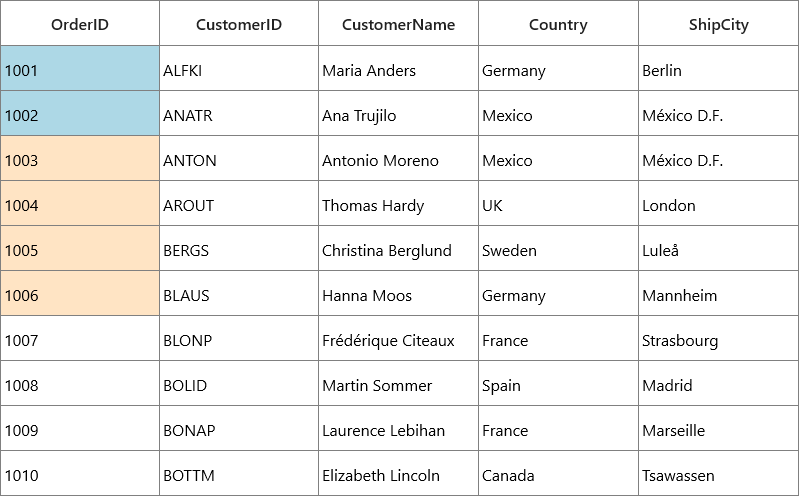 OrderID CustomerID CustomerName Country ShipCity
1001 ALFKI Maria Anders Germany Berlin
1002 ANATR Ana Trujilo Mexico México D.F.
1003 ANTON Antonio Moreno Mexico México D.F.
1004 AROUT Thomas Hardy UK London
1005 BERGS Christina Berglund Sweden Luleå
1006 BLAUS Hanna Moos Germany Mannheim
1007 BLONP Frédérique Citeaux France Strasbourg
1008 BOLID Martin Sommer Spain Madrid
1009 BONAP Laurence Lebihan France Marseille
1010 BOTTM Elizabeth Lincoln Canada Tsawassen